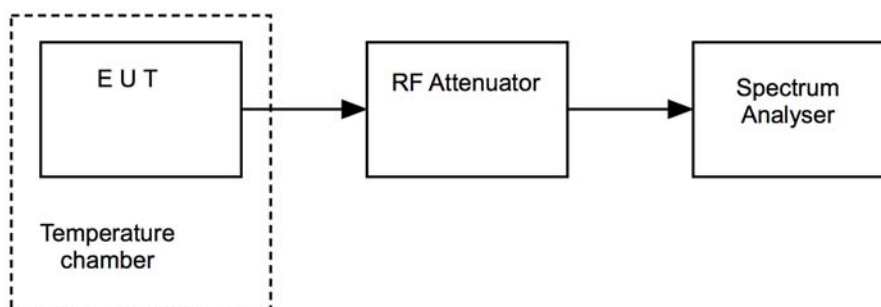 E U T
RF Attenuator
Spectrum
Analyser
Temperature
chamber